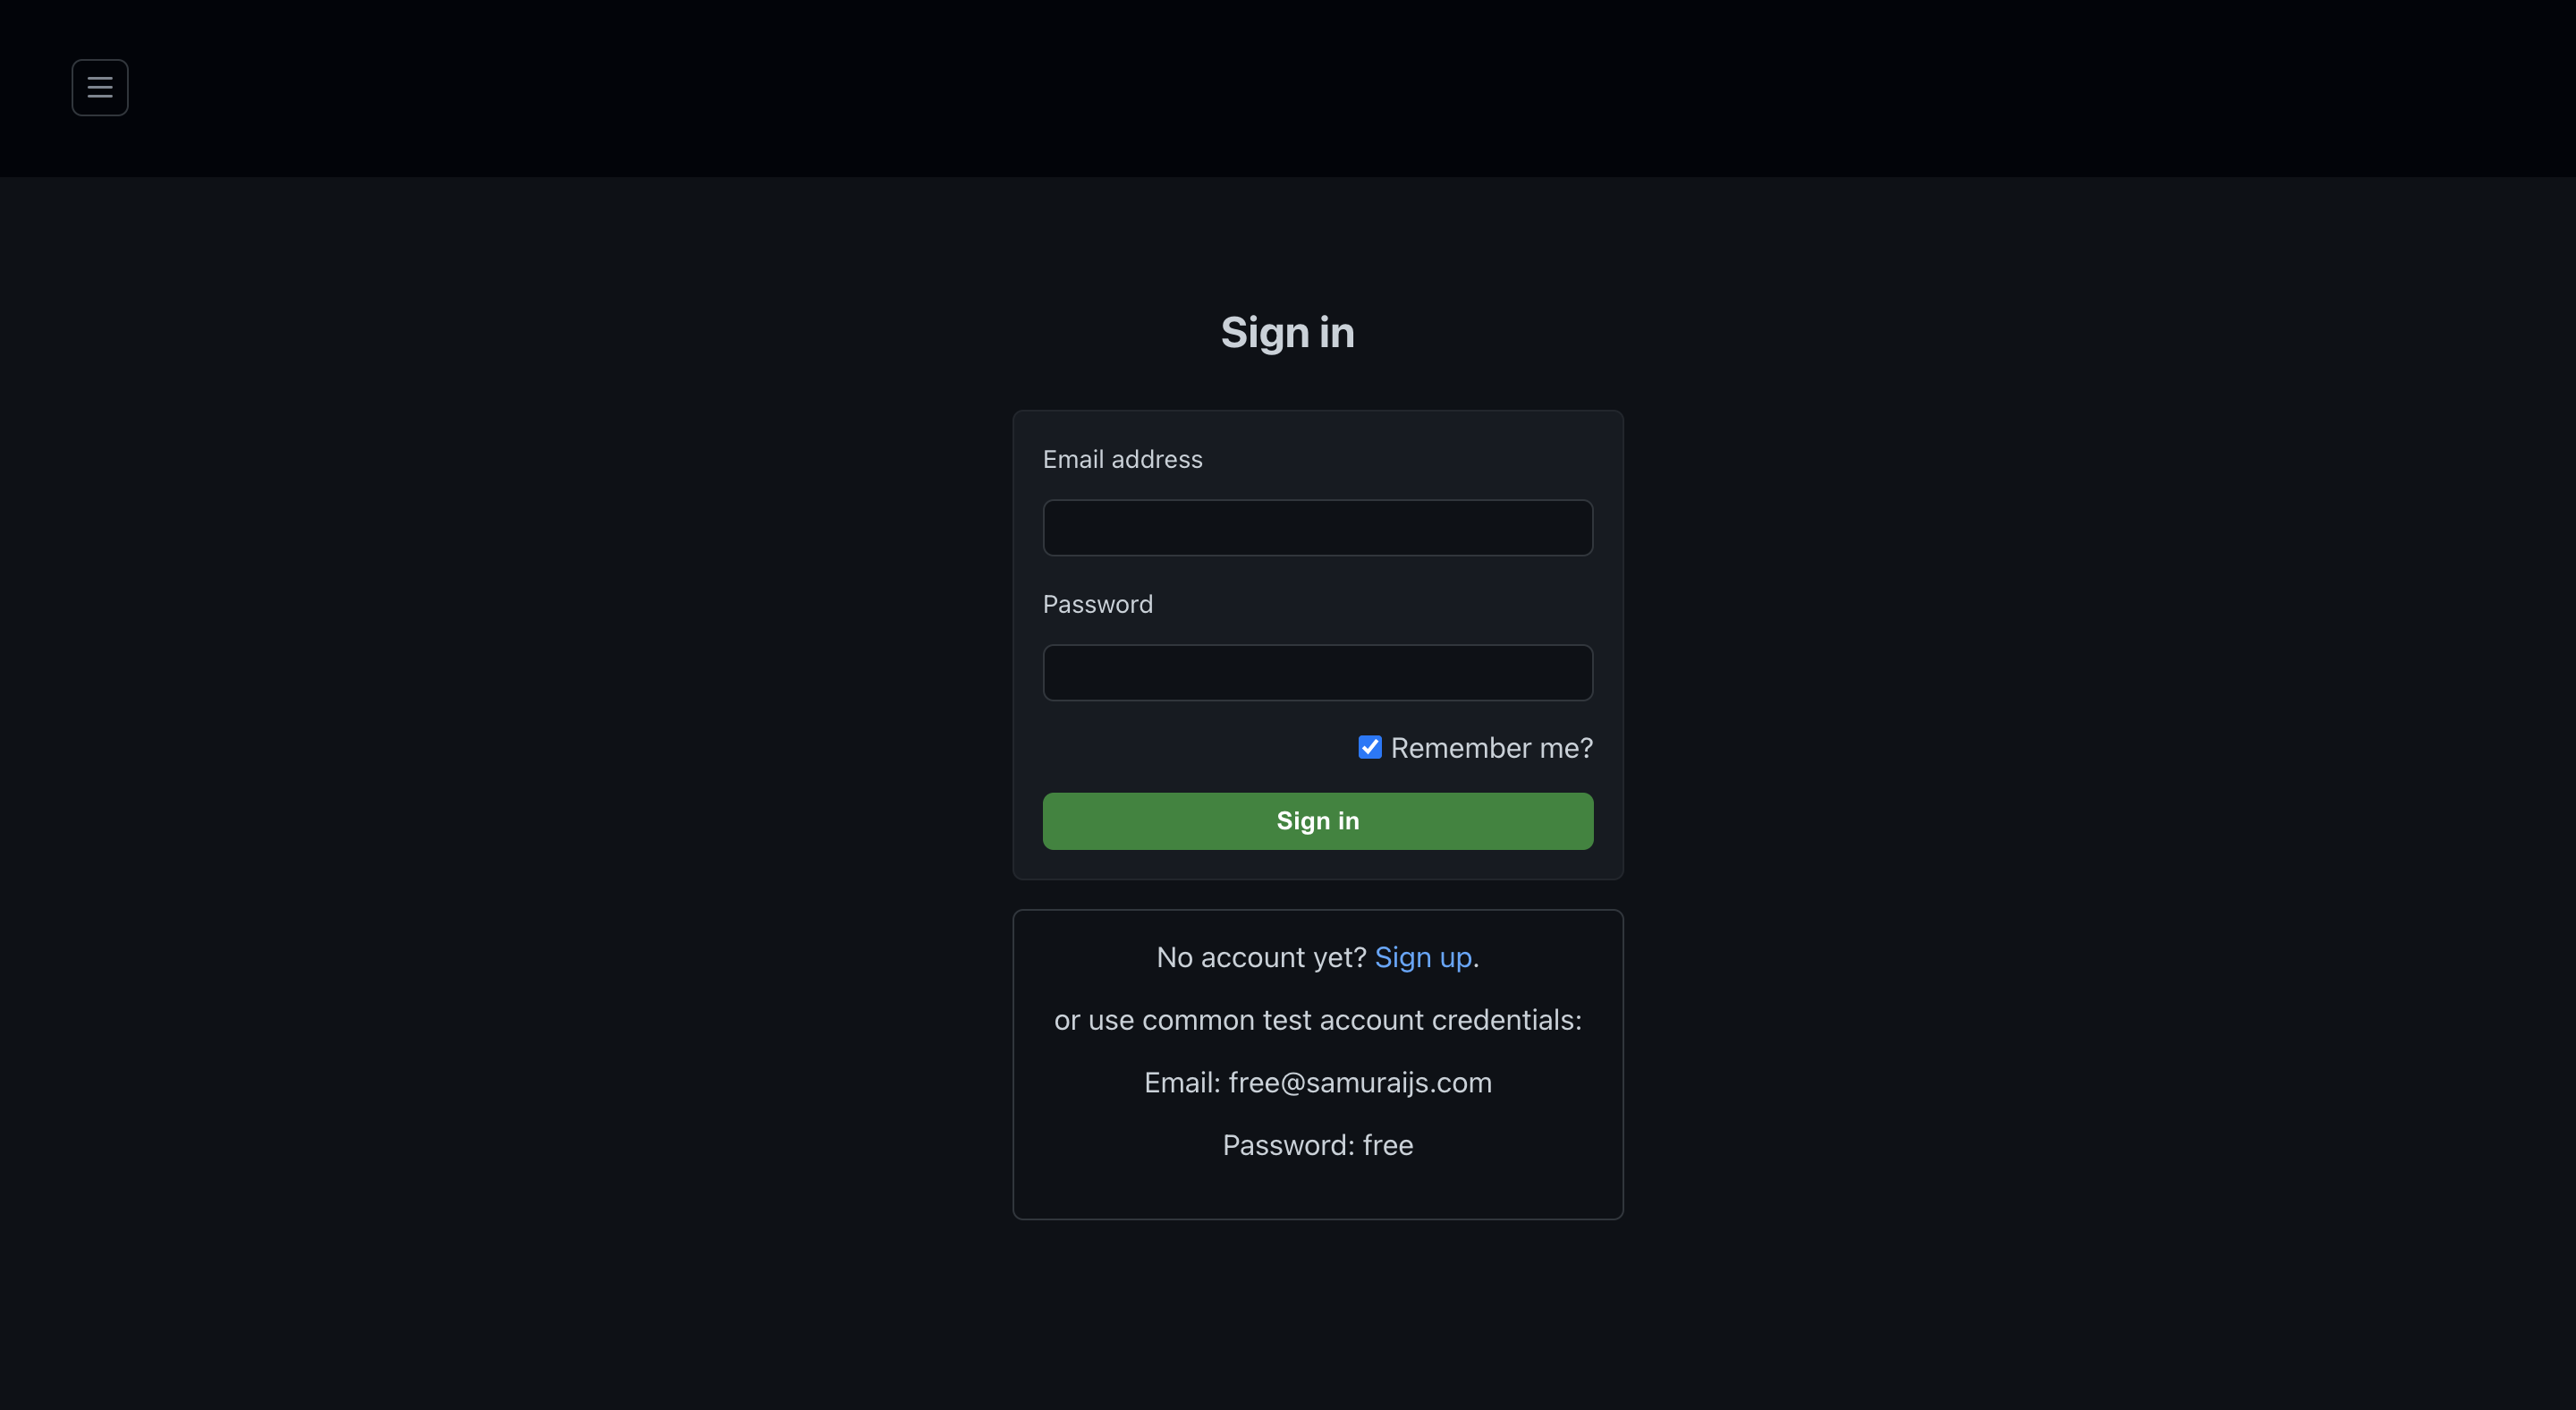 Sign in
Email address
Password
Remember me?
Sign in
No account yet? Sign up.
or use common test account credentials:
Email: free@samuraijs.com
Password: free